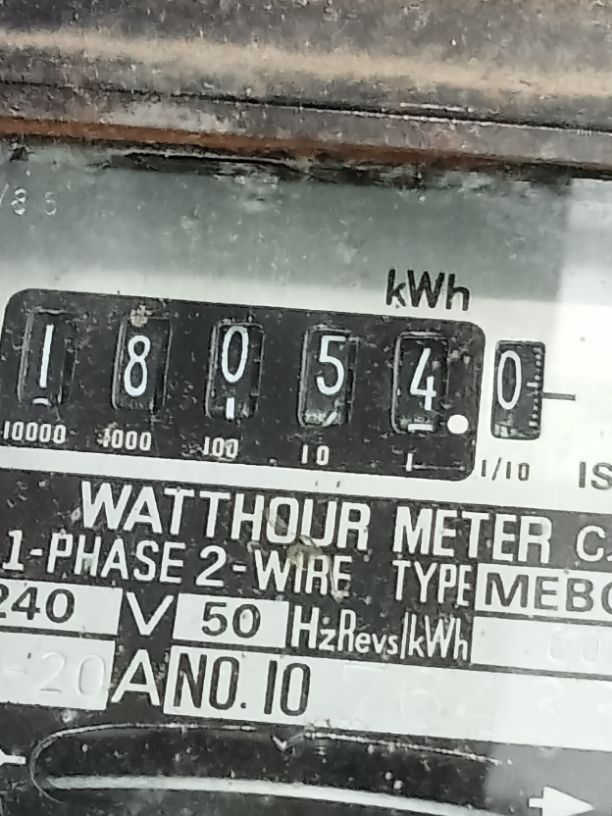 kWh
1 8 0 5 4 . 0
10000 1000 100 10 1 1/10
WATTHOUR METER
1-PHASE 2-WIRE TYPE MEB
240 V 50 Hz Revs/kWh
20 A NO. 10